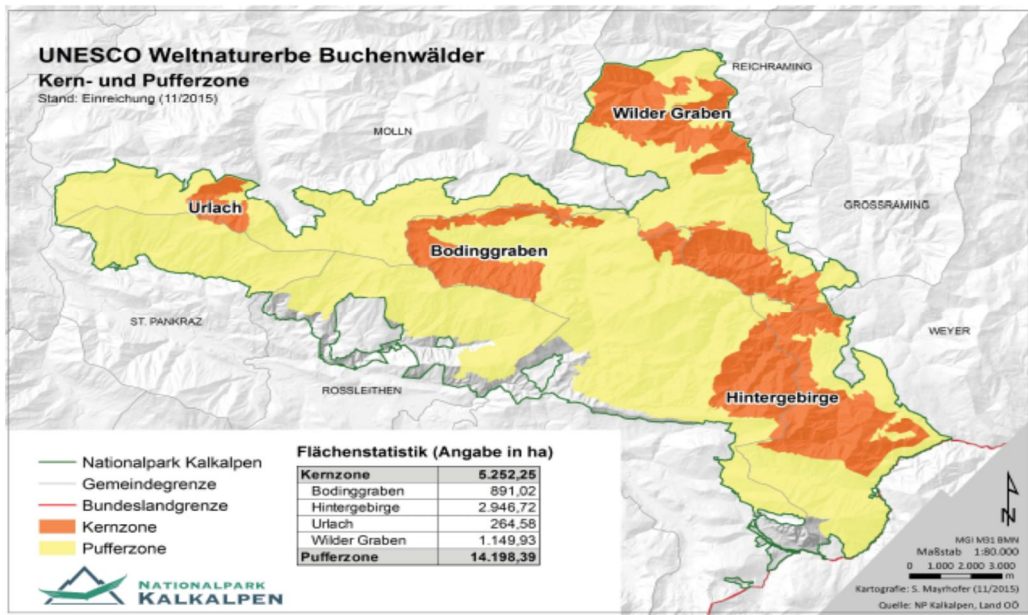 UNESCO Weltnaturerbe Buchenwälder
Kern- und Pufferzone
Stand: Einreichung (11/2015)
REICHRAMING
Wilder Graben
MOLLN
Urlach
GROSSRAMING
Bodinggraben
ST. PANKRAZ
WEYER
ROSSLEITHEN
Hintergebirge
Nationalpark Kalkalpen
Gemeindegrenze
Bundeslandgrenze
Kernzone
Pufferzone
Flächenstatistik (Angabe in ha)
Kernzone 5.252,25
Bodinggraben 891,02
Hintergebirge 2.946,72
Urlach 264,58
Wilder Graben 1.149,93
Pufferzone 14.198,39
NATIONALPARK
KALKALPEN
N
MGI M31 BMN
Maßstab 1:80.000
0 1.000 2.000 3.000
m
Kartografie: S. Mayrhofer (11/2015)
Quelle: NP Kalkalpen, Land OÖ